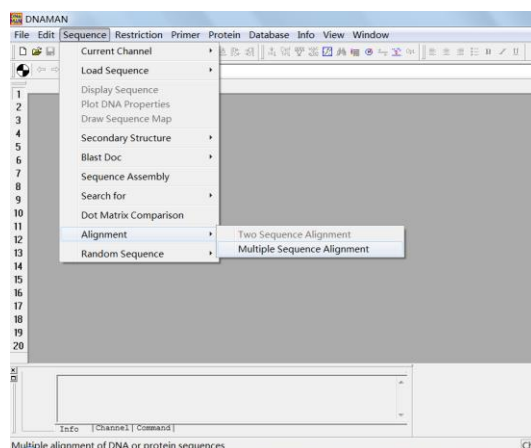 DNAMAN
File Edit Sequence Restriction Primer Protein Database Info View Window
Current Channel
Load Sequence
Display Sequence
Plot DNA Properties
Draw Sequence Map
Secondary Structure
Blast Doc
Sequence Assembly
Search for
Dot Matrix Comparison
Alignment
Two Sequence Alignment
Multiple Sequence Alignment
Random Sequence
1
2
3
4
5
6
7
8
9
10
11
12
13
14
15
16
17
18
19
20
Info |Channel| Command|
Multiple alignment of DNA or protein sequences